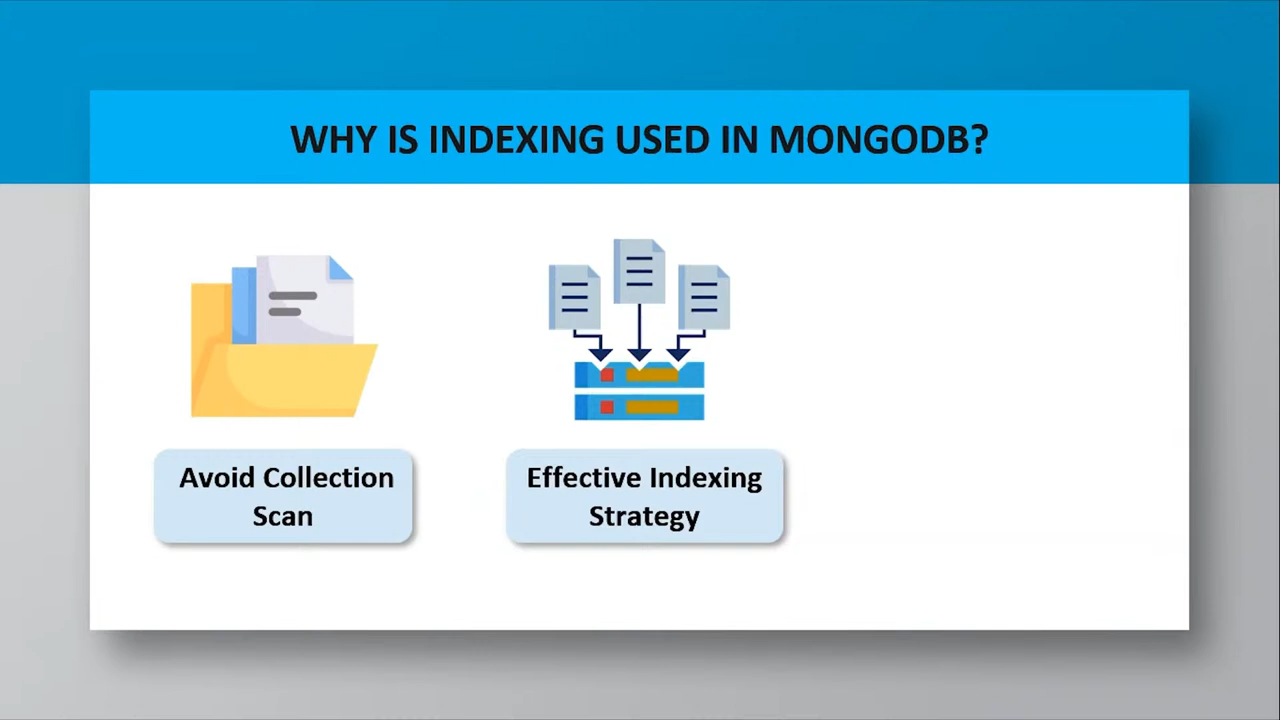 WHY IS INDEXING USED IN MONGODB?
Avoid Collection
Scan
Effective Indexing
Strategy